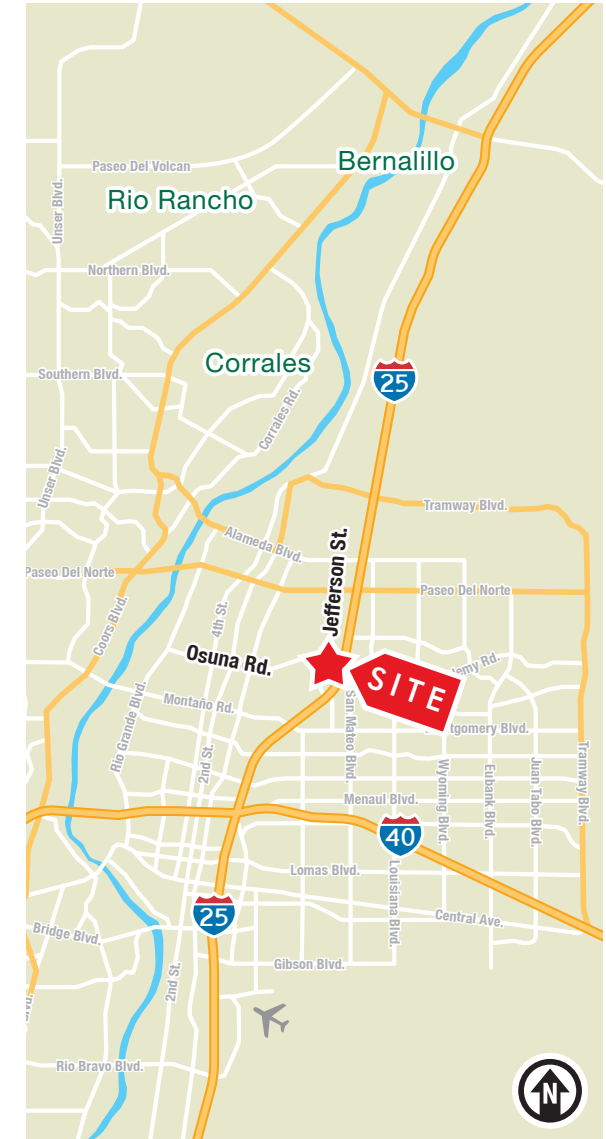 Bernalillo
Paseo Del Volcan
Rio Rancho
Unser Blvd.
Northern Blvd.
Corrales
Southern Blvd.
25
Corrales Rd.
Unser Blvd.
Tramway Blvd.
Alameda Blvd.
Jefferson St.
Paseo Del Norte
Paseo Del Norte
Coors Blvd.
4th St.
Osuna Rd.
SITE
Rd.
Montaño Rd.
Rio Grande Blvd.
San Mateo Blvd.
Blvd.
2nd St.
Wyoming Blvd.
Eubank Blvd.
Juan Tabo Blvd.
Tramway Blvd.
Menaul Blvd.
40
Lomas Blvd.
Louisiana Blvd.
25
Central Ave.
Bridge Blvd.
Gibson Blvd.
2nd St.
Rio Bravo Blvd.
N